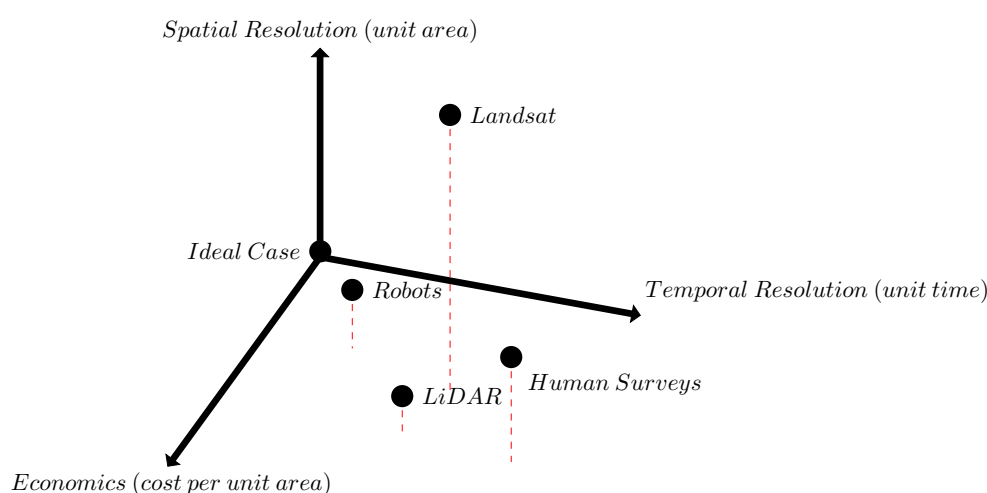 Spatial Resolution (unit area)
Landsat
Ideal Case
Robots
Temporal Resolution (unit time)
Human Surveys
LiDAR
Economics (cost per unit area)